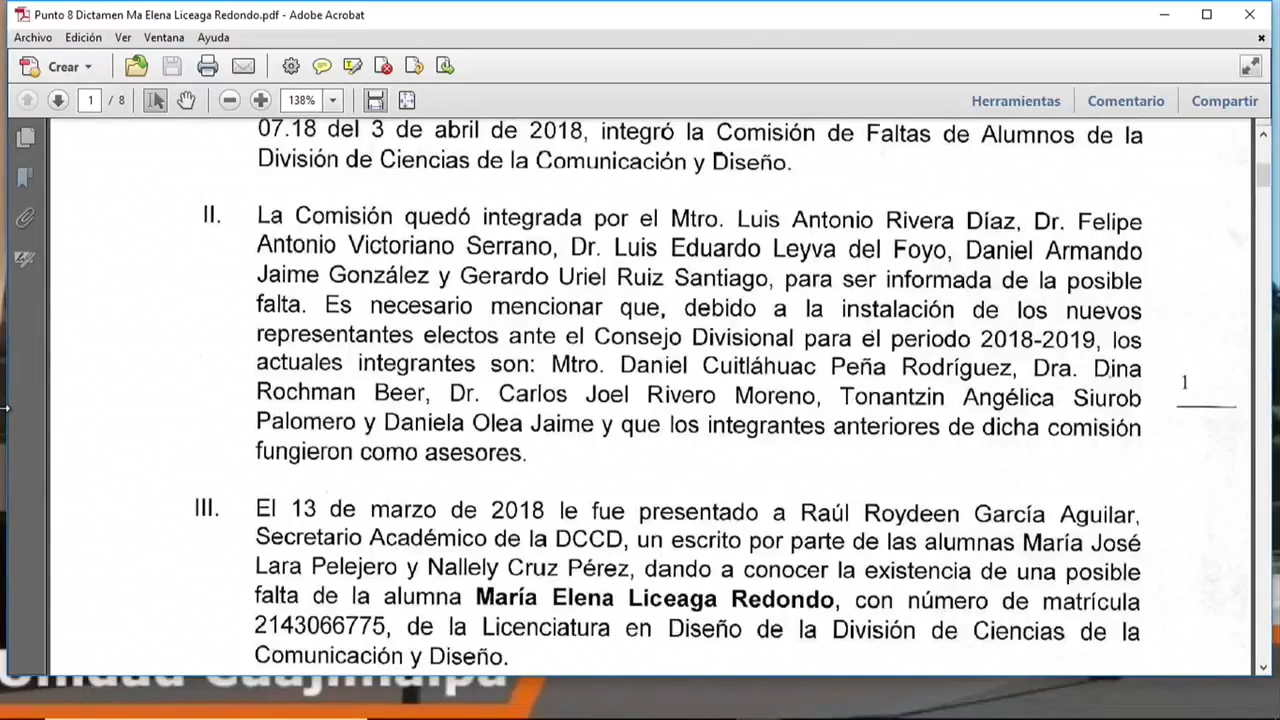 Punto 8 Dictamen Ma Elena Liceaga Redondo.pdf - Adobe Acrobat
Archivo Edición Ver Ventana Ayuda
Crear
1 / 8 138% Herramientas Comentario Compartir
07.18 del 3 de abril de 2018, integró la Comisión de Faltas de Alumnos de la
División de Ciencias de la Comunicación y Diseño.
II. La Comisión quedó integrada por el Mtro. Luis Antonio Rivera Díaz, Dr. Felipe
Antonio Victoriano Serrano, Dr. Luis Eduardo Leyva del Foyo, Daniel Armando
Jaime González y Gerardo Uriel Ruiz Santiago, para ser informada de la posible
falta. Es necesario mencionar que, debido a la instalación de los nuevos
representantes electos ante el Consejo Divisional para el periodo 2018-2019, los
actuales integrantes son: Mtro. Daniel Cuitláhuac Peña Rodríguez, Dra. Dina
Rochman Beer, Dr. Carlos Joel Rivero Moreno, Tonantzin Angélica Siurob
Palomero y Daniela Olea Jaime y que los integrantes anteriores de dicha comisión
fungieron como asesores.
1
III. El 13 de marzo de 2018 le fue presentado a Raúl Roydeen García Aguilar,
Secretario Académico de la DCCD, un escrito por parte de las alumnas María José
Lara Pelejero y Nallely Cruz Pérez, dando a conocer la existencia de una posible
falta de la alumna María Elena Liceaga Redondo, con número de matrícula
2143066775, de la Licenciatura en Diseño de la División de Ciencias de la
Comunicación y Diseño.
Unidad Cuajimalpa